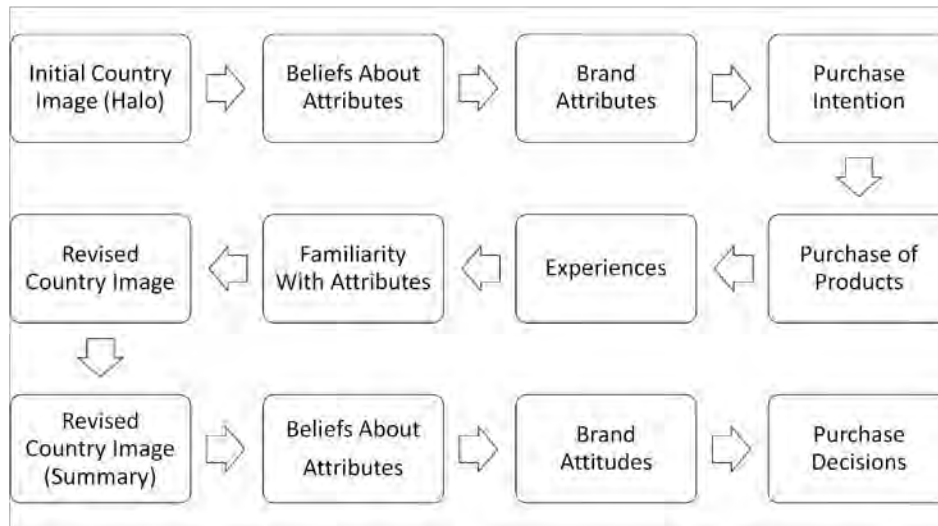 Initial Country
Image (Halo)
Beliefs About
Attributes
Brand
Attributes
Purchase
Intention
Revised
Country Image
Familiarity
With Attributes
Experiences
Purchase of
Products
Revised
Country Image
(Summary)
Beliefs About
Attributes
Brand
Attitudes
Purchase
Decisions